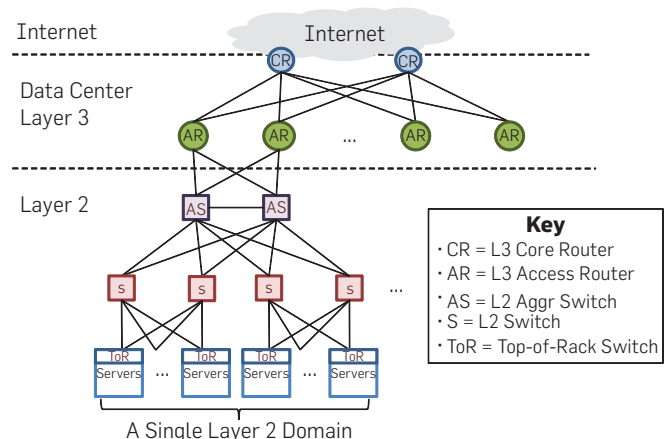 Internet
Internet
CR CR
Data Center
Layer 3
AR AR ... AR AR
Layer 2
AS AS
Key
· CR = L3 Core Router
· AR = L3 Access Router
· AS = L2 Aggr Switch
· S = L2 Switch
· ToR = Top-of-Rack Switch
s s s s ...
ToR ToR ToR ToR
Servers ... Servers Servers ... Servers
A Single Layer 2 Domain